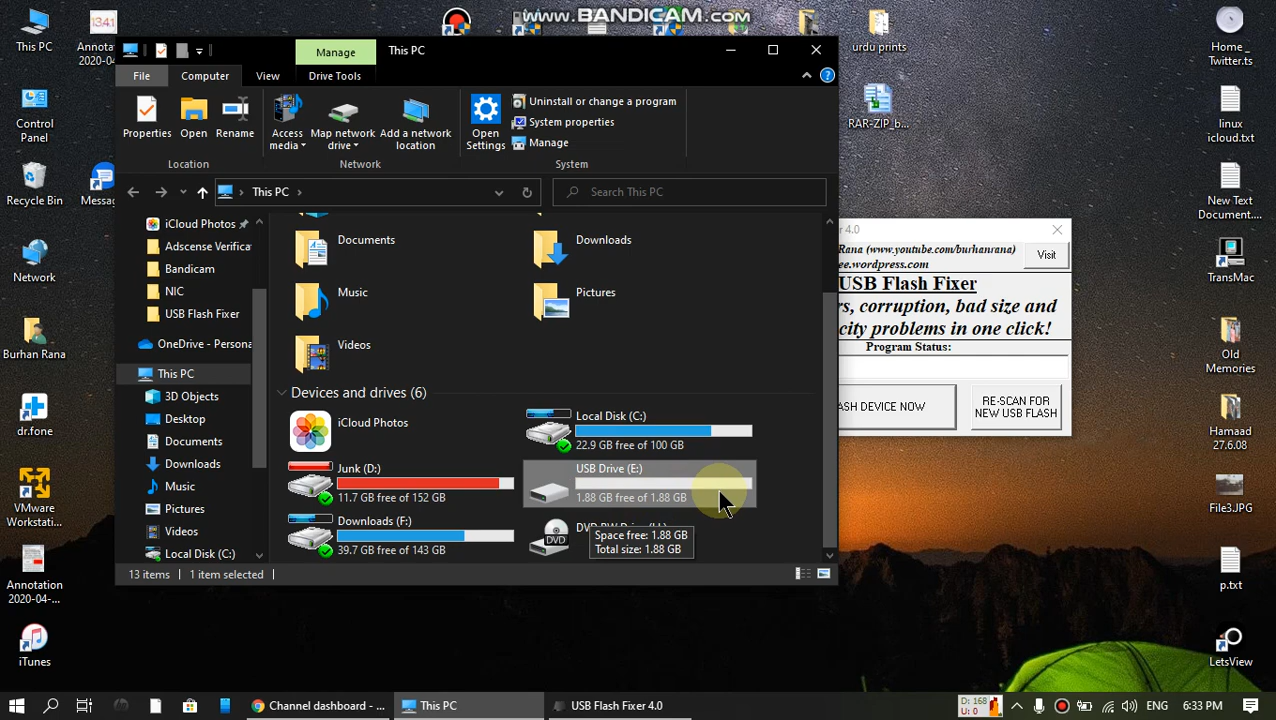 www.BANDICAM.com
This PC
1341
Annotation
2020-04-...
urdu prints
Home _
Twitter.ts
Manage
This PC
File
Computer
View
Drive Tools
Properties
Open
Rename
Access
media
Map network
drive
Add a network
location
Open
Settings
Uninstall or change a program
System properties
Manage
Location
Network
System
This PC
Search This PC
iCloud Photos
Adscense Verifica
Bandicam
NIC
USB Flash Fixer
OneDrive - Persona
This PC
3D Objects
Desktop
Documents
Downloads
Music
Pictures
Videos
Local Disk (C:)
Documents
Downloads
Music
Pictures
Videos
Devices and drives (6)
iCloud Photos
Local Disk (C:)
22.9 GB free of 100 GB
Junk (D:)
11.7 GB free of 152 GB
USB Drive (E:)
1.88 GB free of 1.88 GB
Downloads (F:)
39.7 GB free of 143 GB
DVD
Space free: 1.88 GB
Total size: 1.88 GB
13 items
1 item selected
Control
Panel
Recycle Bin
Messag
Network
Burhan Rana
dr.fone
VMware
Workstati...
Annotation
2020-04-...
iTunes
RAR-ZIP_b...
er 4.0
Rana (www.youtube.com/burhanrana)
ee.wordpress.com
Visit
USB Flash Fixer
rs, corruption, bad size and
city problems in one click!
Program Status:
ASH DEVICE NOW
RE-SCAN FOR
NEW USB FLASH
linux
icloud.txt
New Text
Document....
TransMac
Old
Memories
Hamaad
27.6.08
File3.JPG
p.txt
LetsView
Channel dashboard - ...
This PC
USB Flash Fixer 4.0
D: 168
U: 0
6:33 PM